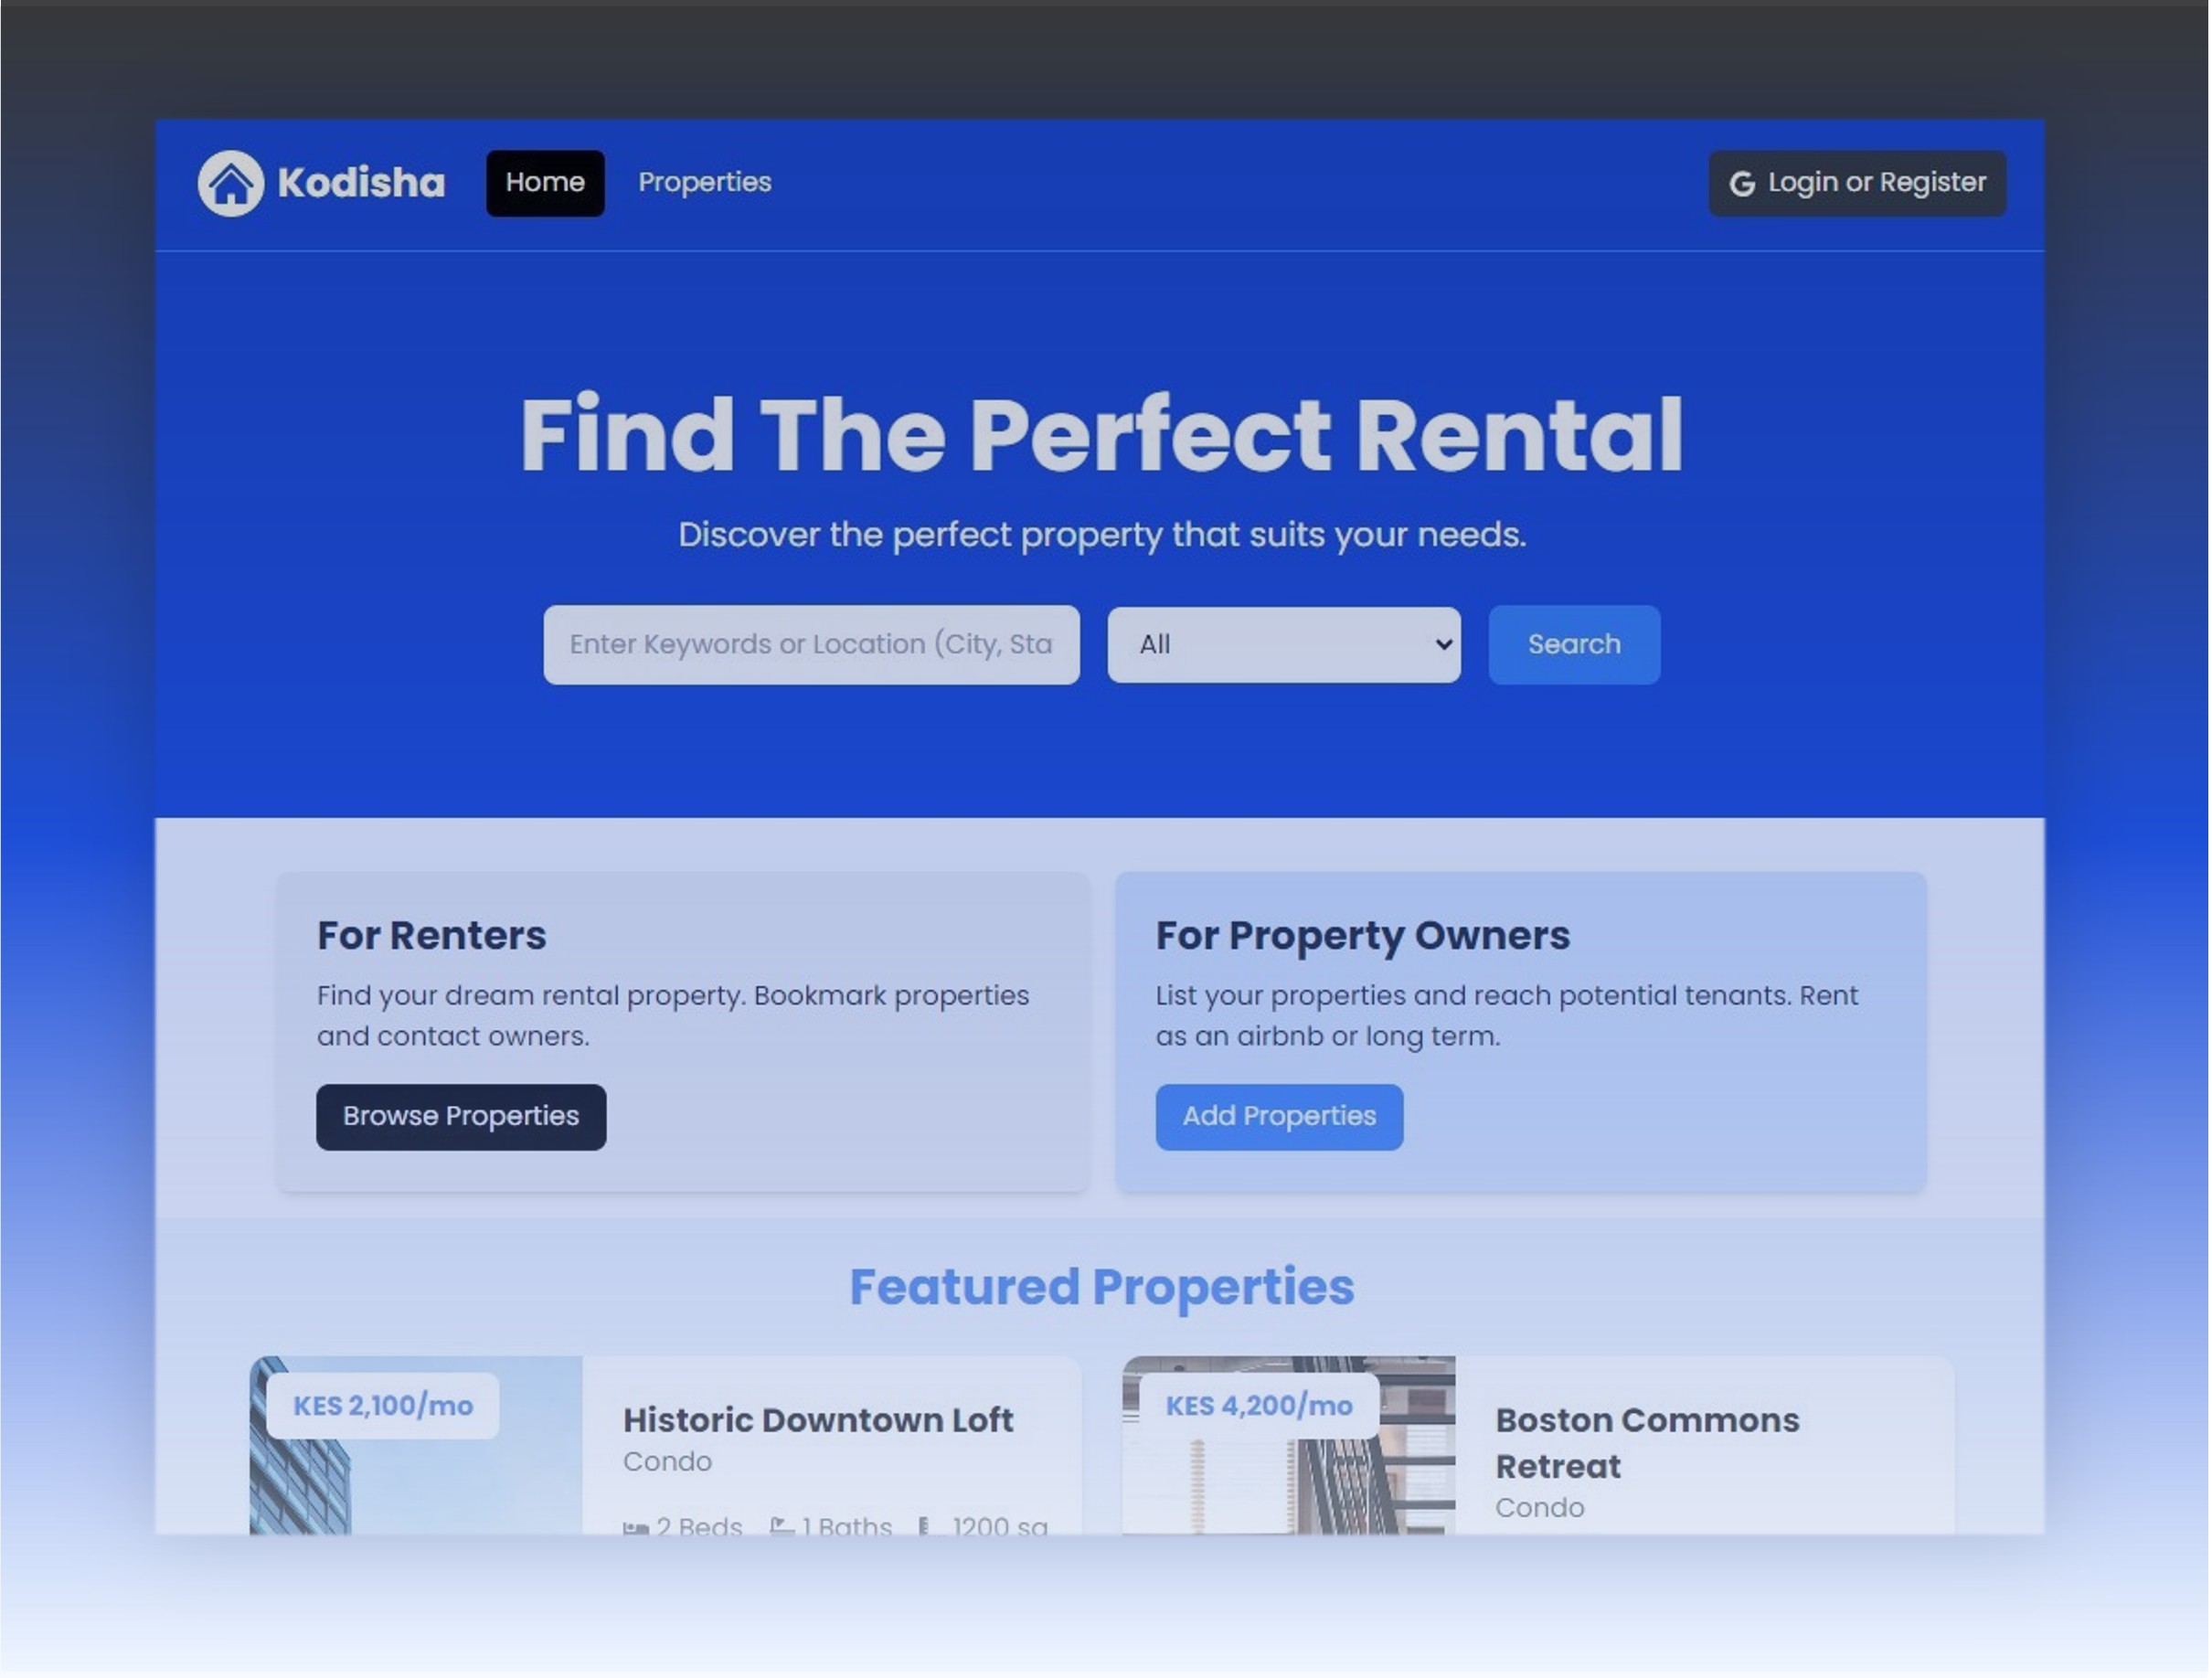 Kodisha
Home
Properties
G Login or Register
Find The Perfect Rental
Discover the perfect property that suits your needs.
Enter Keywords or Location (City, Sta
All
Search
For Renters
Find your dream rental property. Bookmark properties
and contact owners.
Browse Properties
For Property Owners
List your properties and reach potential tenants. Rent
as an airbnb or long term.
Add Properties
Featured Properties
KES 2,100/mo
Historic Downtown Loft
Condo
2 Beds
1 Baths
1200 sq
KES 4,200/mo
Boston Commons
Retreat
Condo